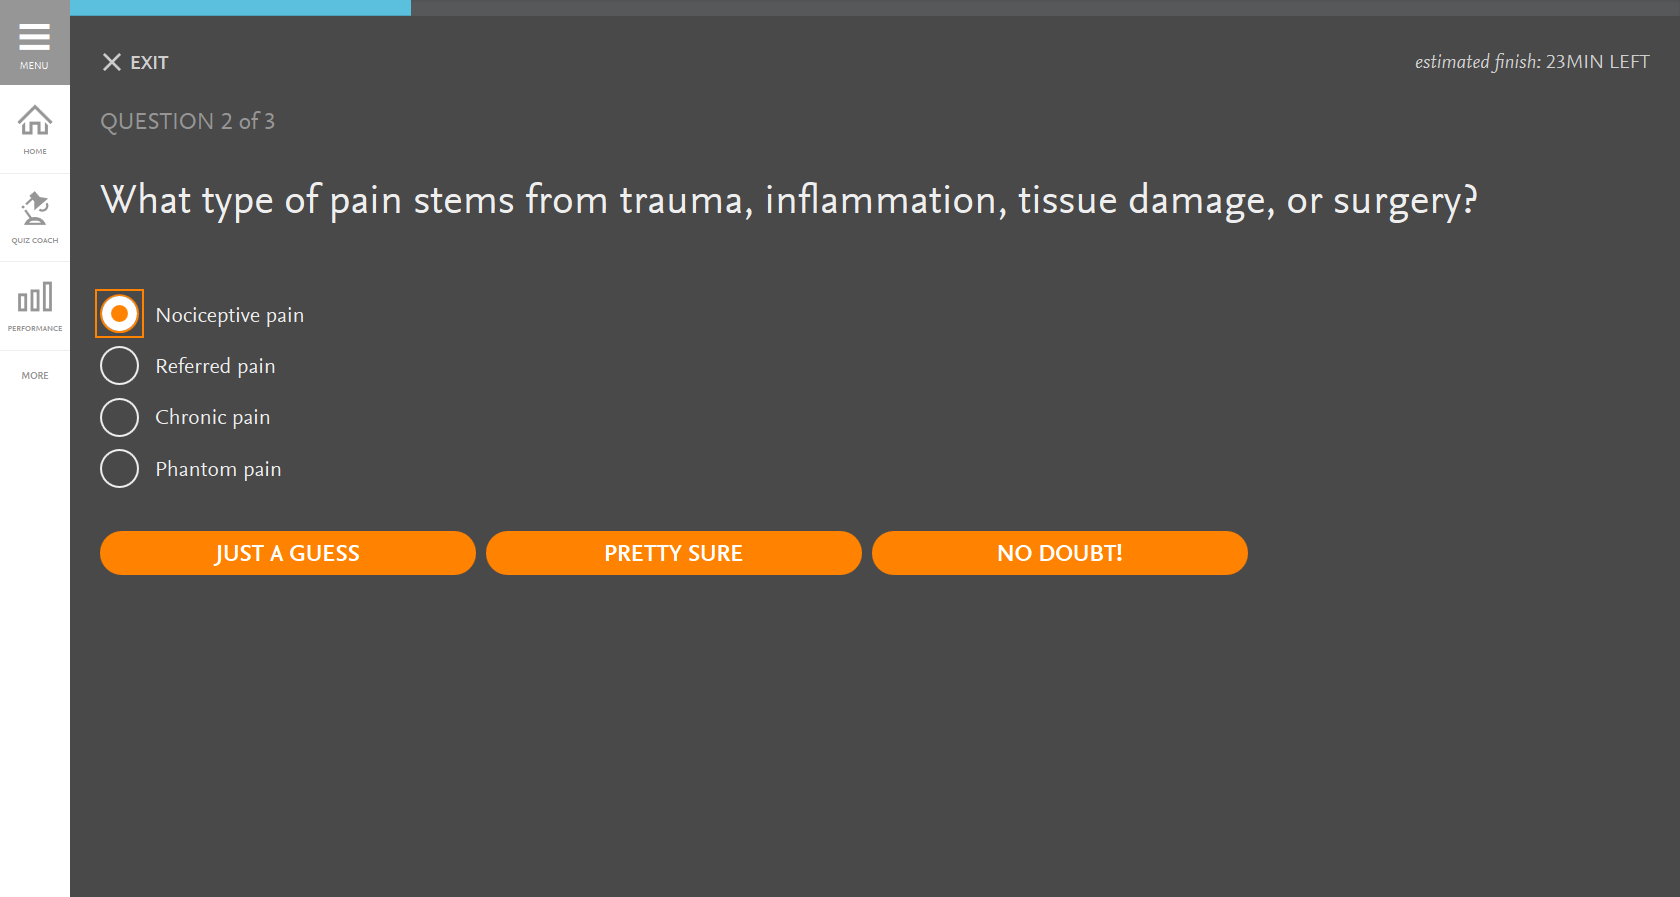 MENU
HOME
QUIZ COACH
PERFORMANCE
MORE
EXIT
estimated finish: 23MIN LEFT
QUESTION 2 of 3
What type of pain stems from trauma, inflammation, tissue damage, or surgery?
Nociceptive pain
Referred pain
Chronic pain
Phantom pain
JUST A GUESS
PRETTY SURE
NO DOUBT!